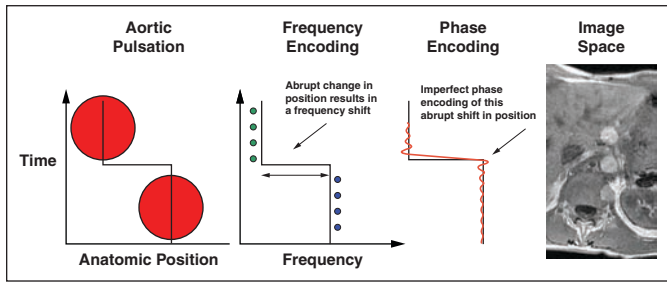 Aortic
Pulsation
Frequency
Encoding
Phase
Encoding
Image
Space
Abrupt change in
position results in
a frequency shift
Imperfect phase
encoding of this
abrupt shift in position
Time
Anatomic Position
Frequency